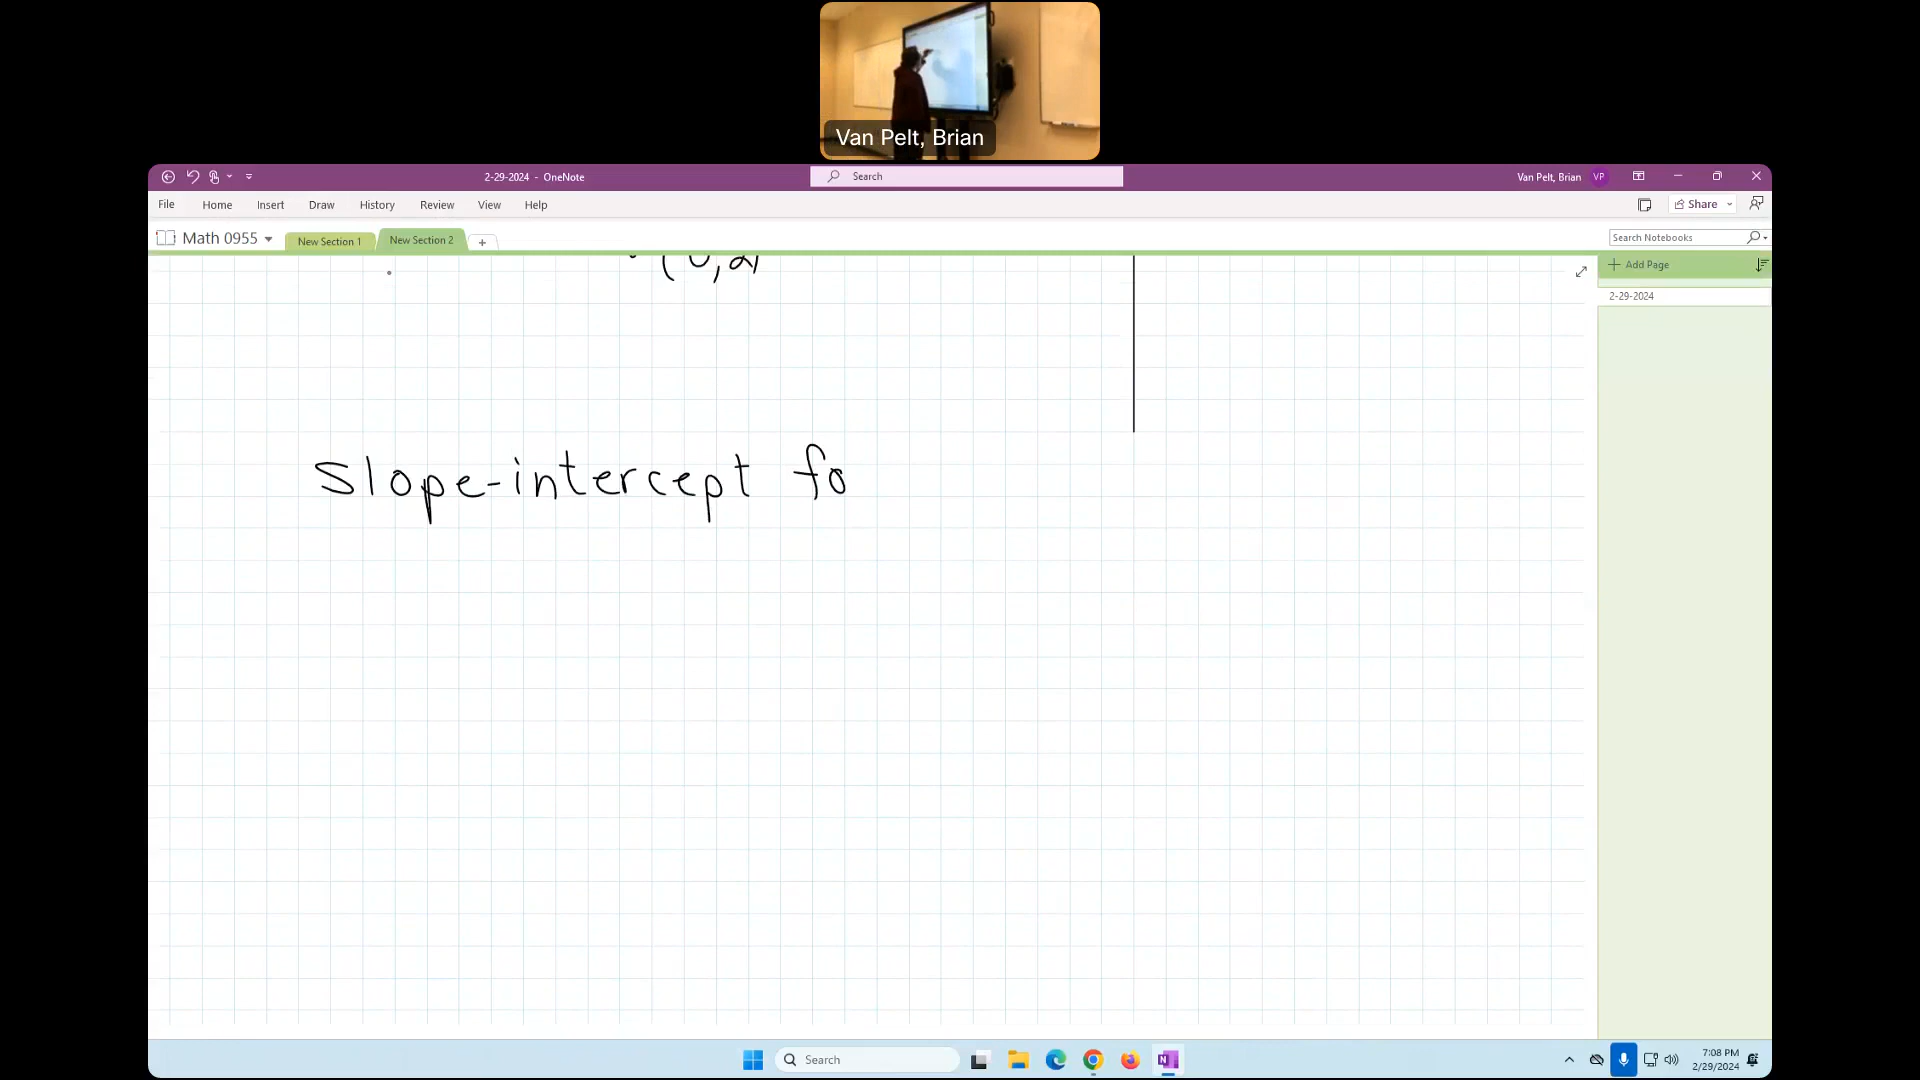 Van Pelt, Brian
2-29-2024 - OneNote
Search
Van Pelt, Brian VP
File Home Insert Draw History Review View Help
Share
Math 0955
New Section 1
New Section 2
Search Notebooks
Add Page
2-29-2024
Slope-intercept fo
Search
7:08 PM
2/29/2024